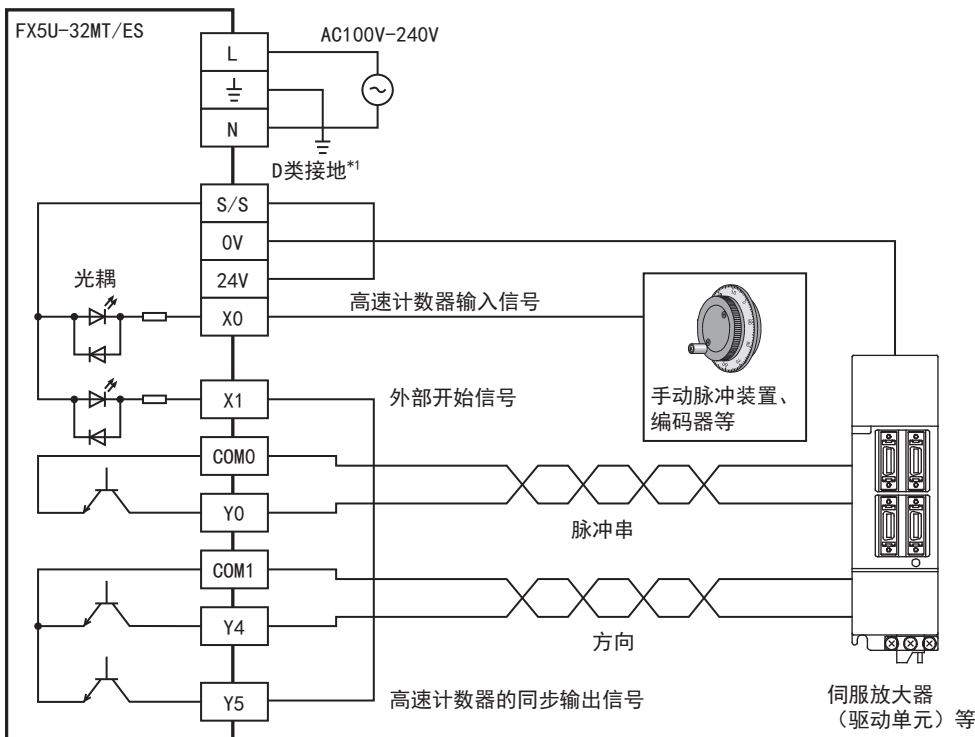 FX5U-32MT/ES
AC100V-240V
L
N
D类接地*1
S/S
0V
24V
光耦
X0
高速计数器输入信号
手动脉冲装置、
编码器等
X1
外部开始信号
COM0
Y0
脉冲串
COM1
Y4
方向
Y5
高速计数器的同步输出信号
伺服放大器
（驱动单元）等